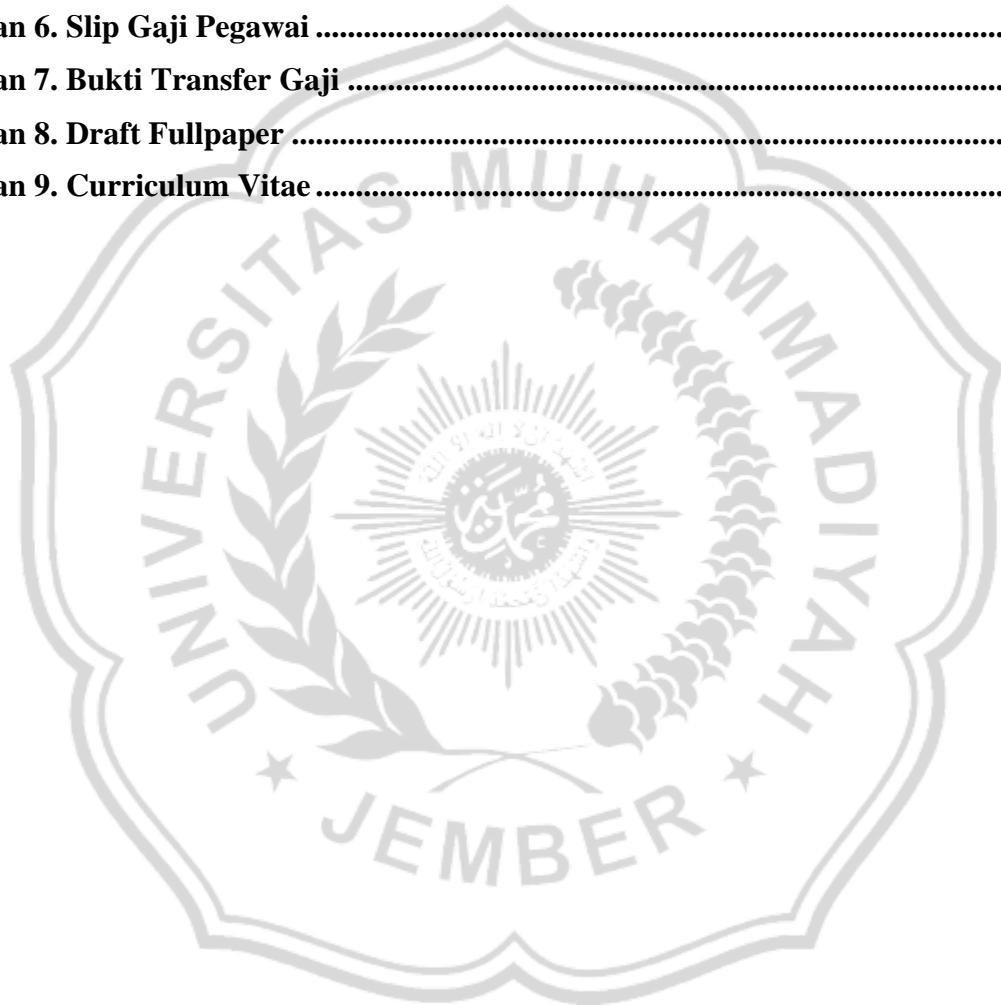 an 6. Slip Gaji Pegawai ........................................................................................
an 7. Bukti Transfer Gaji ....................................................................................
an 8. Draft Fullpaper ...........................................................................................
an 9. Curriculum Vitae ........................................................................................
UNIVERSITAS MUHAMMADIYAH
JEMBER